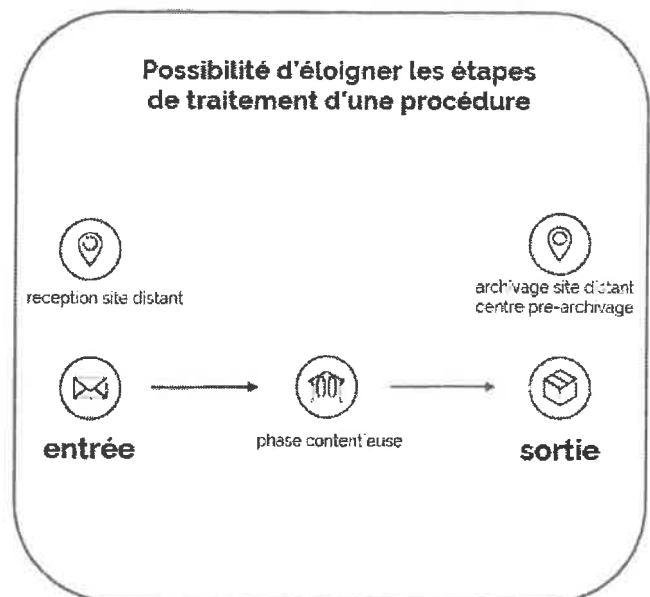 Possibilité d'éloigner les étapes
de traitement d'une procédure
reception site distant
archivage site distant
centre pre-archivage
entrée
phase contentieuse
sortie